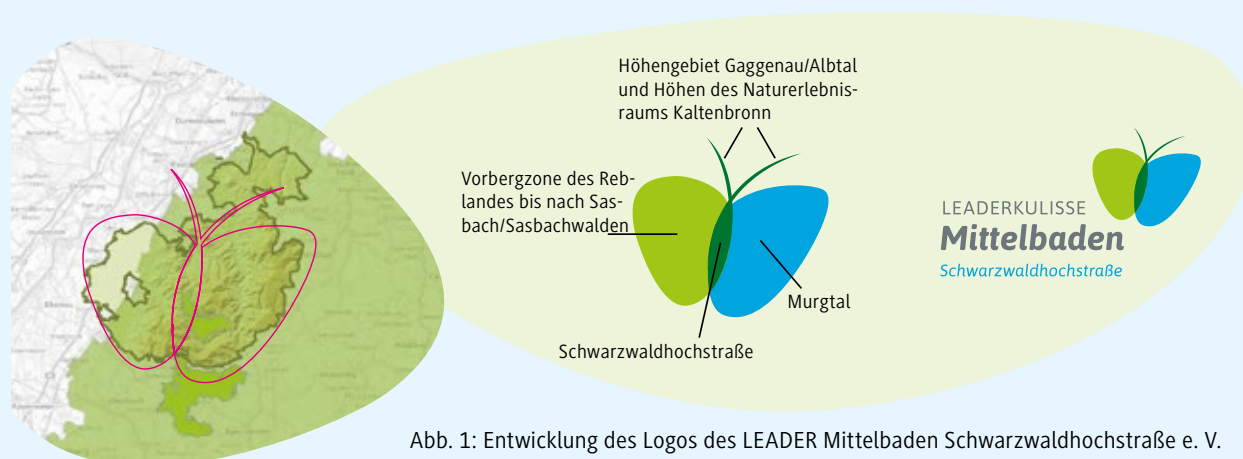 Höhengebiet Gaggenau/Albtal
und Höhen des Naturerlebnis-
raums Kaltenbronn
Vorbergzone des Reb-
landes bis nach Sas-
bach/Sasbachwalden
Murgtal
Schwarzwaldhochstraße
LEADERKULISSE
Mittelbaden
Schwarzwaldhochstraße
Abb. 1: Entwicklung des Logos des LEADER Mittelbaden Schwarzwaldhochstraße e. V.